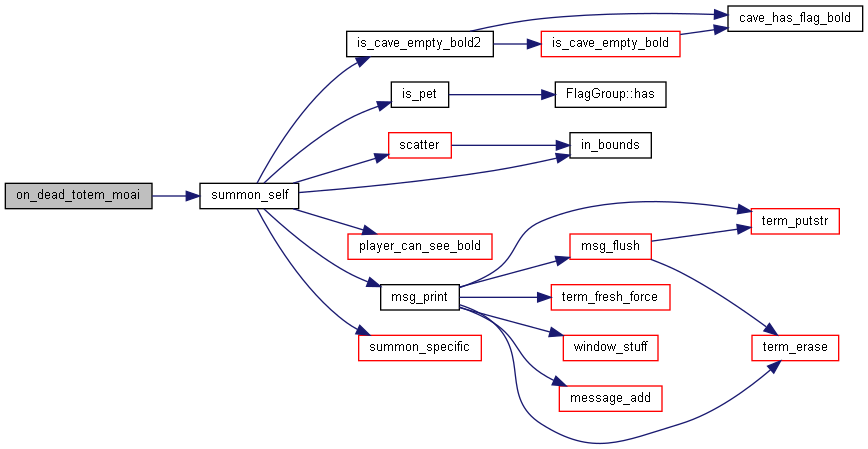 on_dead_totem_moai
summon_self
is_cave_empty_bold2
is_pet
scatter
player_can_see_bold
msg_print
summon_specific
is_cave_empty_bold
FlagGroup::has
in_bounds
msg_flush
term_fresh_force
window_stuff
message_add
cave_has_flag_bold
term_putstr
term_erase